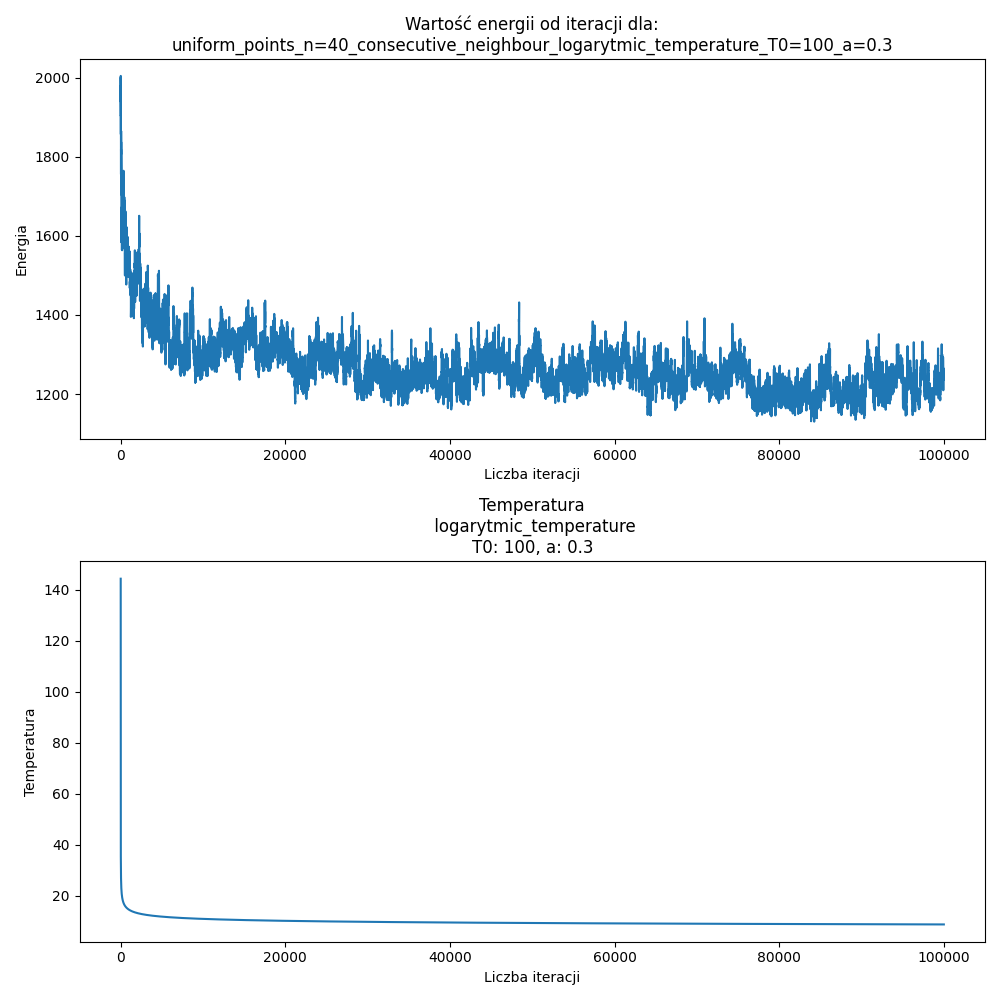 Wartość energii od iteracji dla:
uniform_points_n=40_consecutive_neighbour_logarytmic_temperature_T0=100_a=0.3
2000
1800
1600
1400
1200
Energia
0 20000 40000 60000 80000 100000
Liczba iteracji
Temperatura
logarytmic_temperature
T0: 100, a: 0.3
140
120
100
80
60
40
20
Temperatura
0 20000 40000 60000 80000 100000
Liczba iteracji